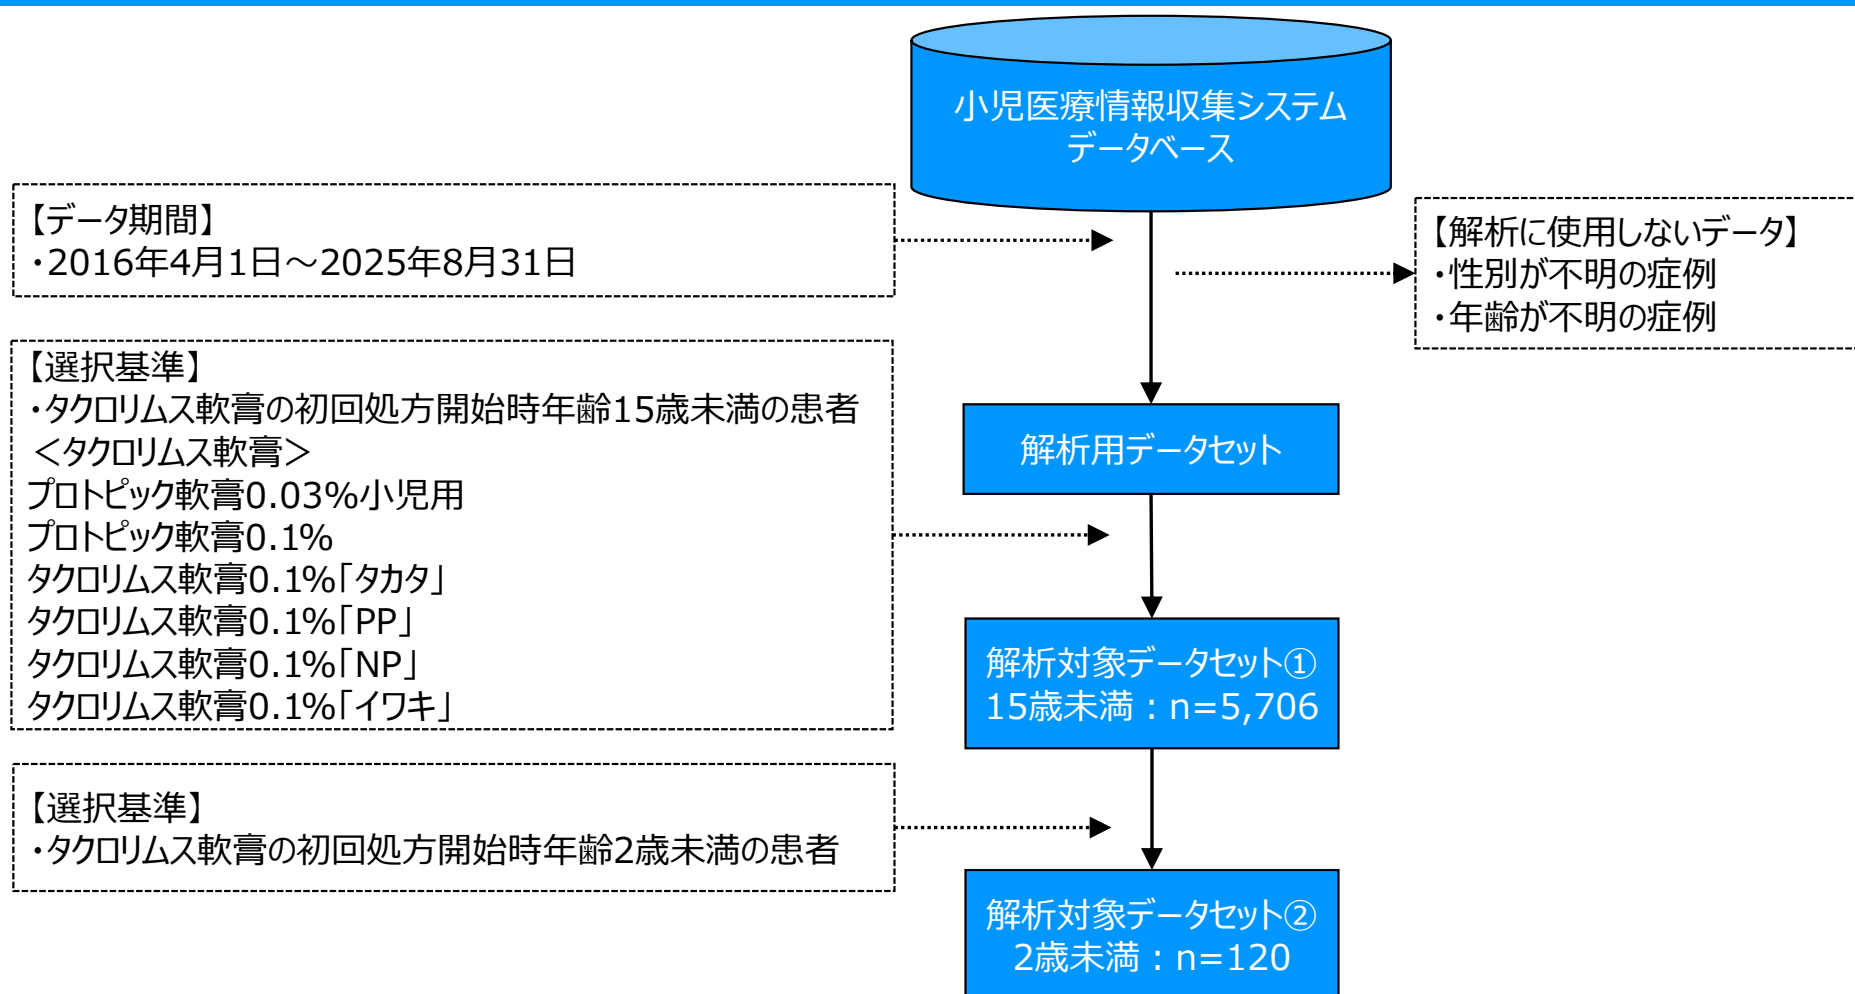 小児医療情報収集システム
データベース
【データ期間】
・2016年4月1日～2025年8月31日
【解析に使用しないデータ】
・性別が不明の症例
・年齢が不明の症例
【選択基準】
・タクロリムス軟膏の初回処方開始時年齢15歳未満の患者
＜タクロリムス軟膏＞
プロトピック軟膏0.03%小児用
プロトピック軟膏0.1%
タクロリムス軟膏0.1%「タカタ」
タクロリムス軟膏0.1%「PP」
タクロリムス軟膏0.1%「NP」
タクロリムス軟膏0.1%「イワキ」
解析用データセット
解析対象データセット①
15歳未満：n=5,706
【選択基準】
・タクロリムス軟膏の初回処方開始時年齢2歳未満の患者
解析対象データセット②
2歳未満：n=120